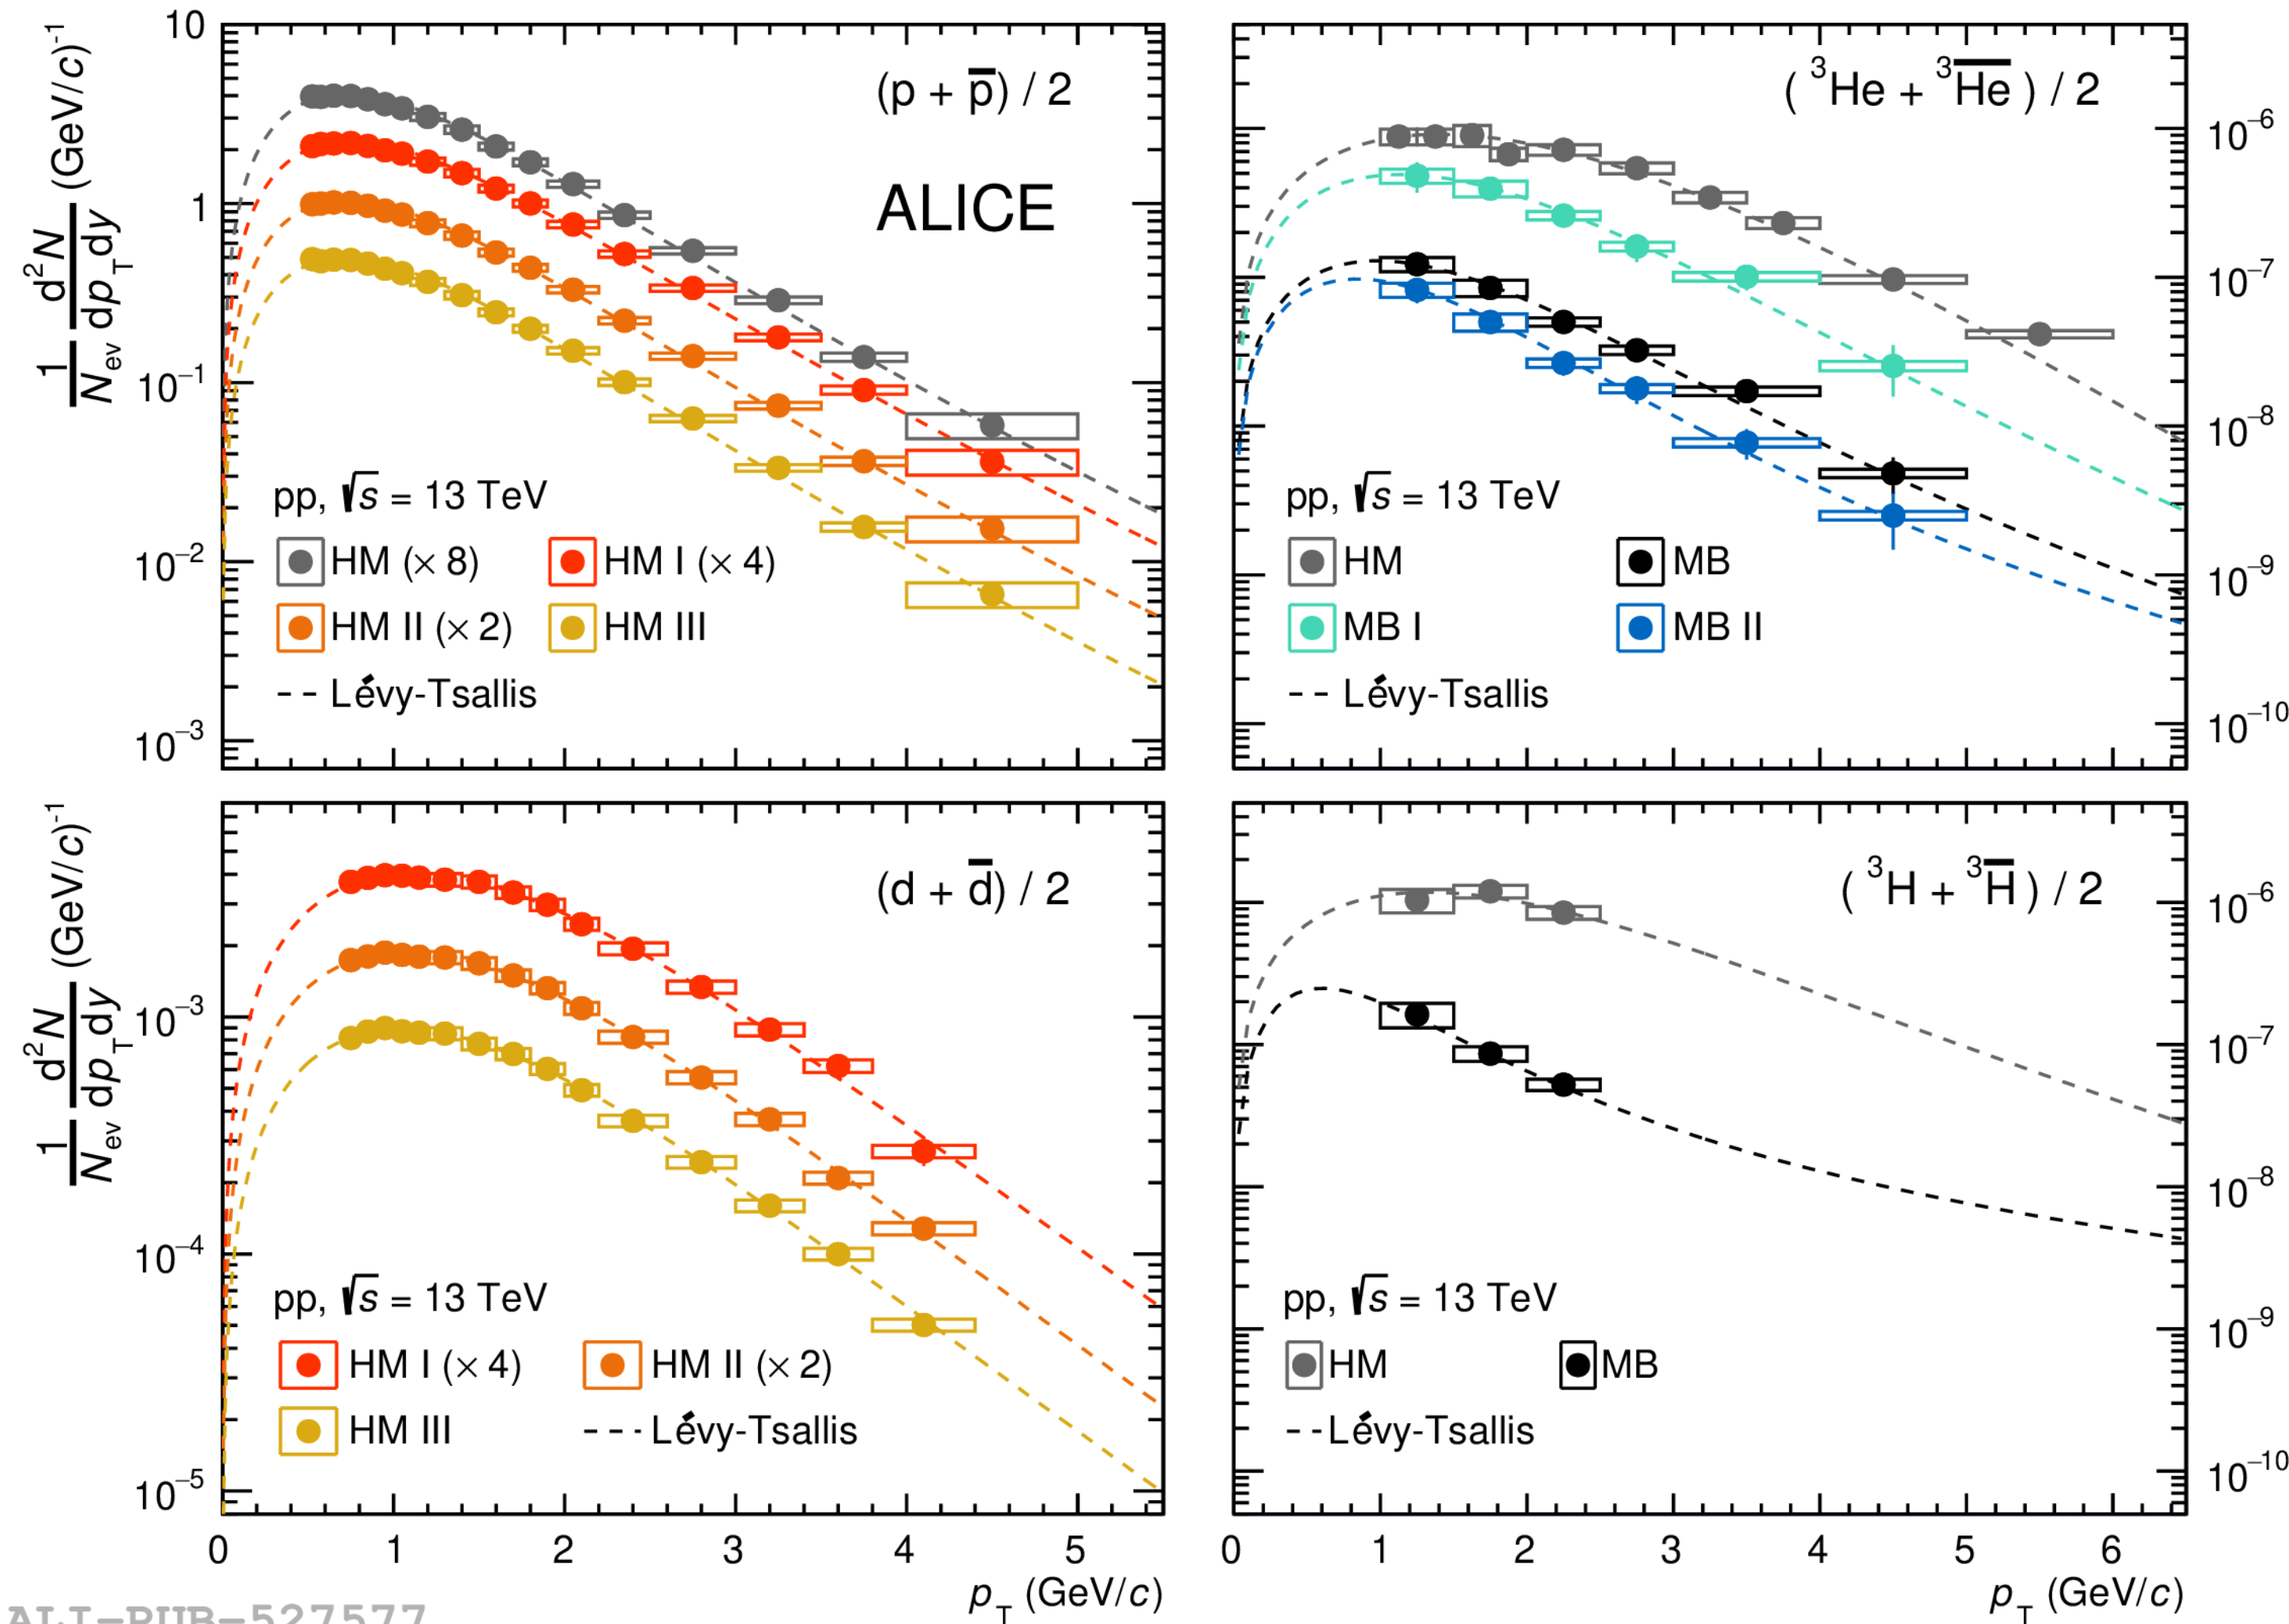 10
1
10⁻¹
10⁻²
10⁻³
1/N_ev d²N/dp_Tdy (GeV/c)⁻¹
(p + p̅) / 2
ALICE
pp, √s = 13 TeV
HM (× 8)
HM I (× 4)
HM II (× 2)
HM III
Lévy-Tsallis
(³He + ³H̅e̅) / 2
10⁻⁶
10⁻⁷
10⁻⁸
10⁻⁹
10⁻¹⁰
pp, √s = 13 TeV
HM
MB
MB I
MB II
Lévy-Tsallis
1/N_ev d²N/dp_Tdy (GeV/c)⁻¹
10⁻³
10⁻⁴
10⁻⁵
(d + d̅) / 2
pp, √s = 13 TeV
HM I (× 4)
HM II (× 2)
HM III
Lévy-Tsallis
0 1 2 3 4 5
p_T (GeV/c)
(³H + ³H̅) / 2
10⁻⁶
10⁻⁷
10⁻⁸
10⁻⁹
10⁻¹⁰
pp, √s = 13 TeV
HM
MB
Lévy-Tsallis
0 1 2 3 4 5 6
p_T (GeV/c)
ALI-PUB-527577